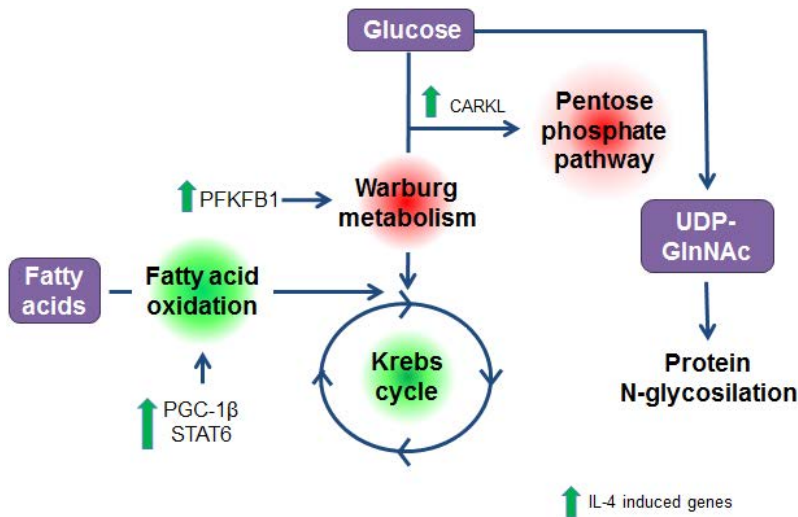 Glucose
CARKL
Pentose
phosphate
pathway
PFKFB1
Warburg
metabolism
UDP-
GlnNAc
Fatty
acids
Fatty acid
oxidation
Krebs
cycle
Protein
N-glycosilation
PGC-1β
STAT6
IL-4 induced genes